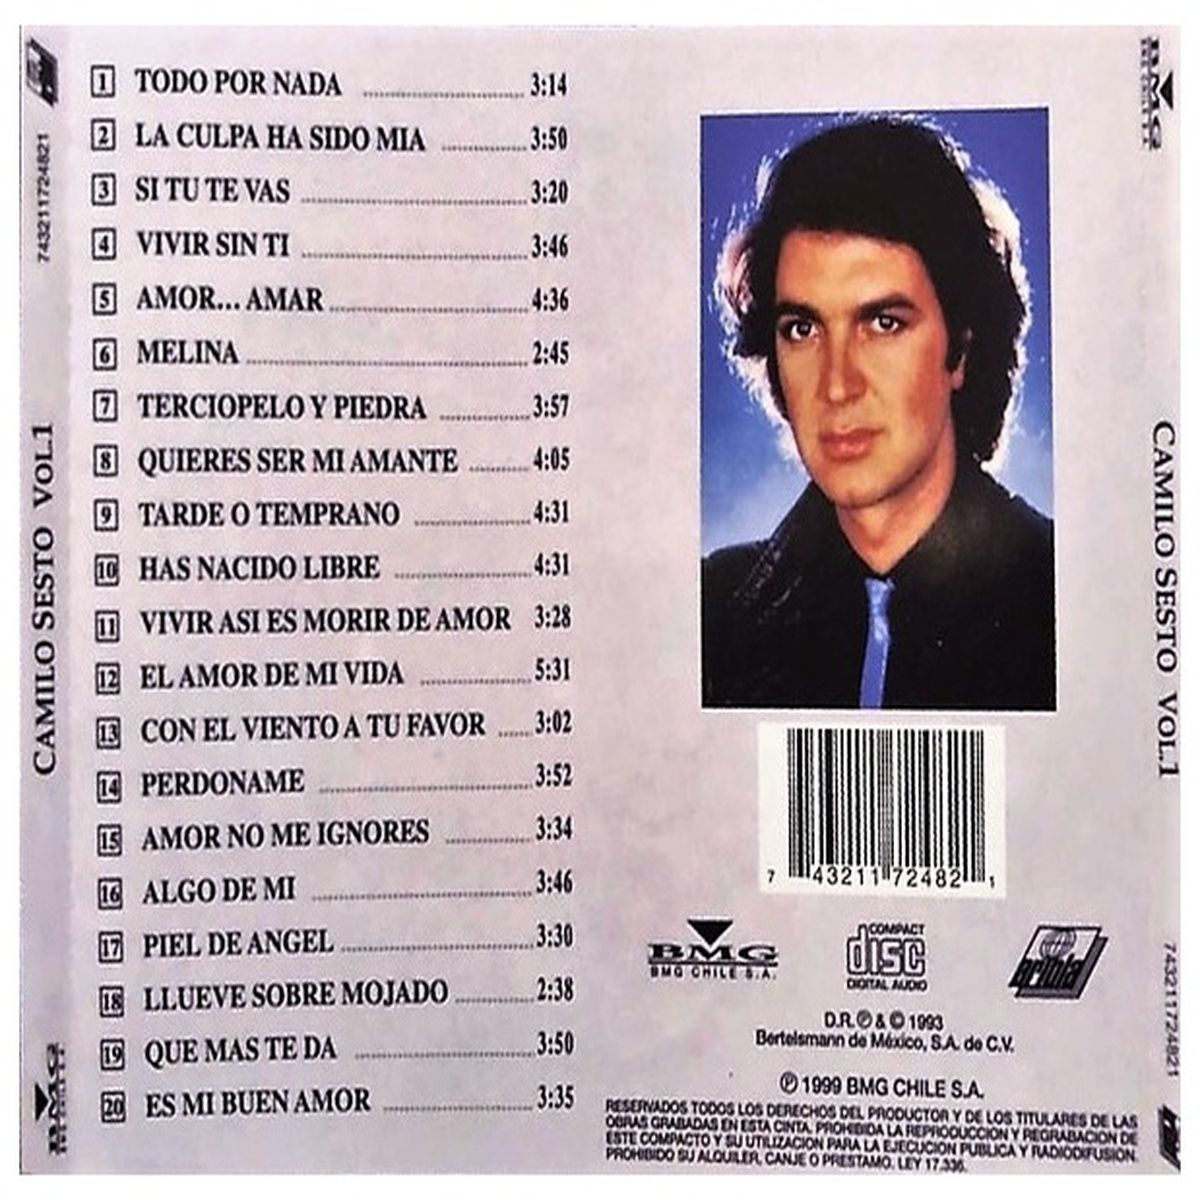 1 TODO POR NADA 3:14
2 LA CULPA HA SIDO MIA 3:50
3 SI TU TE VAS 3:20
4 VIVIR SIN TI 3:46
5 AMOR... AMAR 4:36
6 MELINA 2:45
7 TERCIOPELO Y PIEDRA 3:57
8 QUIERES SER MI AMANTE 4:05
9 TARDE O TEMPRANO 4:31
10 HAS NACIDO LIBRE 4:31
11 VIVIR ASI ES MORIR DE AMOR 3:28
12 EL AMOR DE MI VIDA 5:31
13 CON EL VIENTO A TU FAVOR 3:02
14 PERDONAME 3:52
15 AMOR NO ME IGNORES 3:34
16 ALGO DE MI 3:46
17 PIEL DE ANGEL 3:30
18 LLUEVE SOBRE MOJADO 2:38
19 QUE MAS TE DA 3:50
20 ES MI BUEN AMOR 3:35
743211724821
CAMILO SESTO VOL.1
BMG
BMG CHILE S.A.
7 43211 72482 1
BMG
BMG CHILE S.A.
COMPACT
disc
DIGITAL AUDIO
ariola
D.R. ℗ & © 1993
Bertelsmann de México, S.A. de C.V.
℗ 1999 BMG CHILE S.A.
RESERVADOS TODOS LOS DERECHOS DEL PRODUCTOR Y DE LOS TITULARES DE LAS
OBRAS GRABADAS EN ESTA CINTA. PROHIBIDA LA REPRODUCCION Y REGRABACION DE
ESTE COMPACTO Y SU UTILIZACION PARA LA EJECUCION PUBLICA Y RADIODIFUSION.
PROHIBIDO SU ALQUILER, CANJE O PRESTAMO. LEY 17.336.
BMG
BMG CHILE S.A.
CAMILO SESTO VOL.1
743211724821